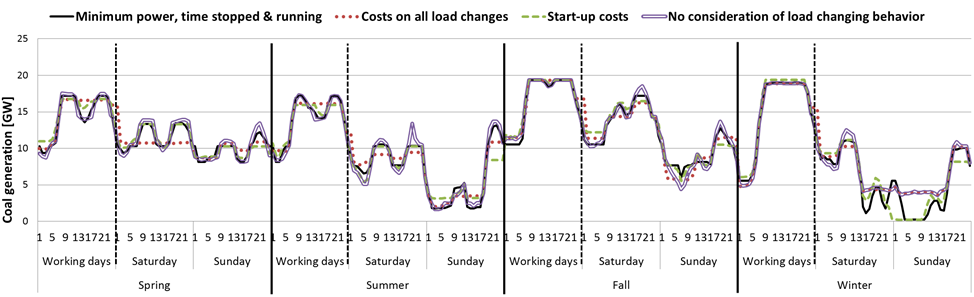 Minimum power, time stopped & running Costs on all load changes Start-up costs No consideration of load changing behavior
Coal generation [GW]
25
20
15
10
5
0
1 5 9 131721 1 5 9 131721 1 5 9 131721 1 5 9 131721 1 5 9 131721 1 5 9 131721 1 5 9 131721 1 5 9 131721 1 5 9 131721 1 5 9 131721 1 5 9 131721 1 5 9 131721
Working days Saturday Sunday Working days Saturday Sunday Working days Saturday Sunday Working days Saturday Sunday
Spring Summer Fall Winter